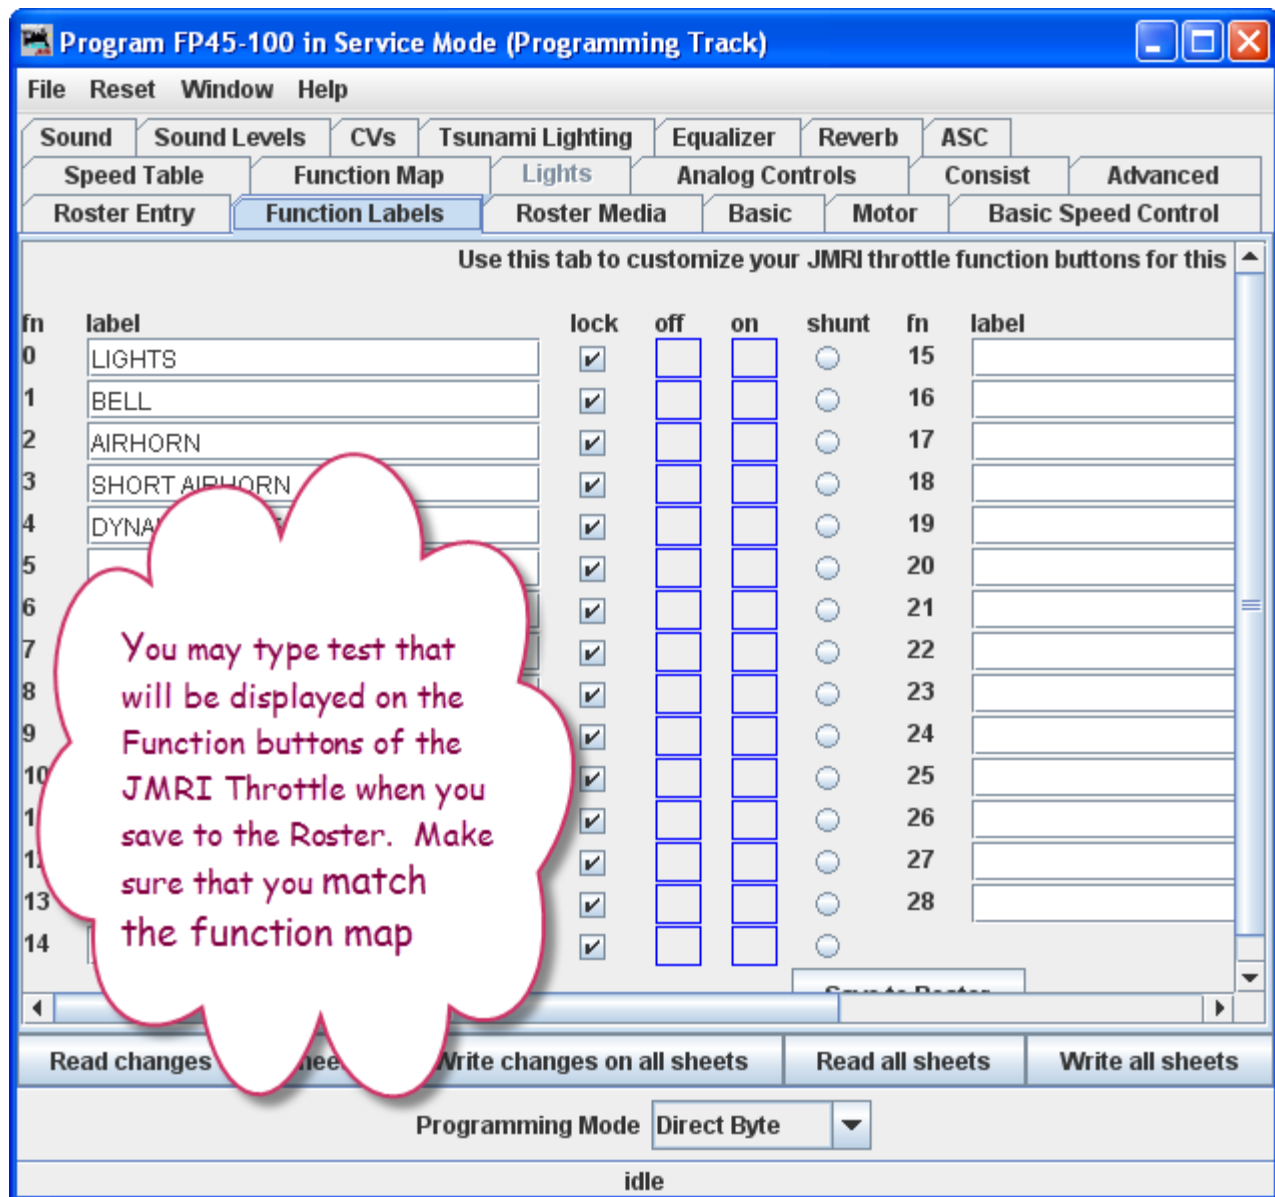 Program FP45-100 in Service Mode (Programming Track)
File Reset Window Help
Sound Sound Levels CVs Tsunami Lighting Equalizer Reverb ASC
Speed Table Function Map Lights Analog Controls Consist Advanced
Roster Entry Function Labels Roster Media Basic Motor Basic Speed Control
Use this tab to customize your JMRI throttle function buttons for this
fn label lock off on shunt fn label
0 LIGHTS 15
1 BELL 16
2 AIRHORN 17
3 SHORT AIRHORN 18
4 19
5 20
6 21
7 22
8 23
9 24
10 25
26
27
13 28
14
You may type test that
will be displayed on the
Function buttons of the
JMRI Throttle when you
save to the Roster. Make
sure that you match
the function map
Save to Roster
Read changes Write changes on all sheets Read all sheets Write all sheets
Programming Mode Direct Byte
idle